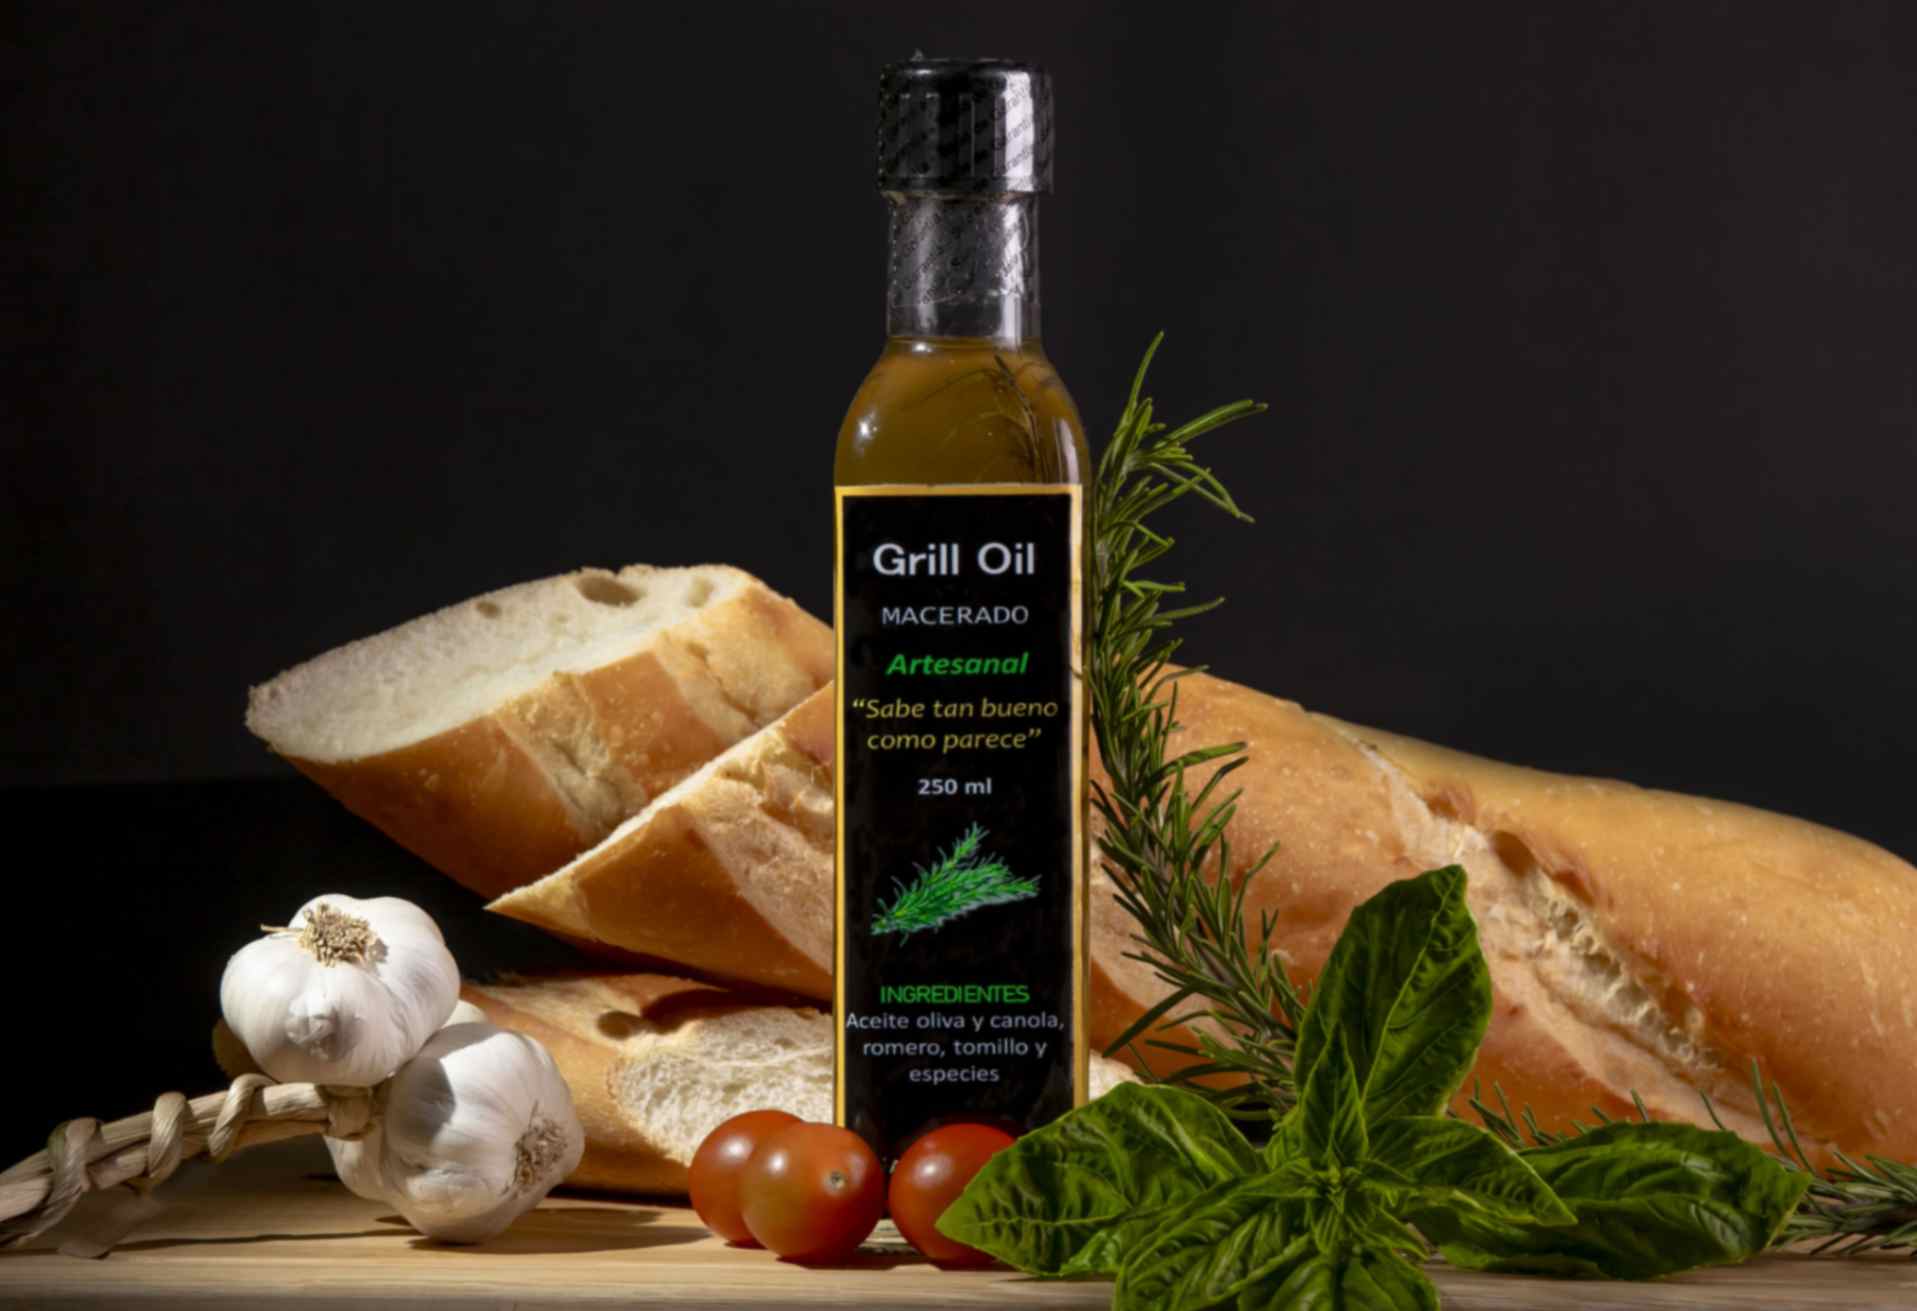 Grill Oil
MACERADO
Artesanal
“Sabe tan bueno
como parece”
250 ml
INGREDIENTES
Aceite oliva y canola,
romero, tomillo y
especies